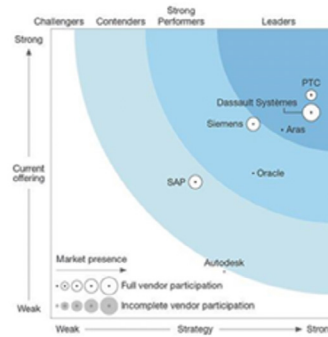 Challengers Contenders Strong Performers Leaders
Strong
PTC
Dassault Systèmes
Siemens
Aras
Current offering
SAP
Oracle
Autodesk
Market presence
Full vendor participation
Incomplete vendor participation
Weak
Weak Strategy Stron